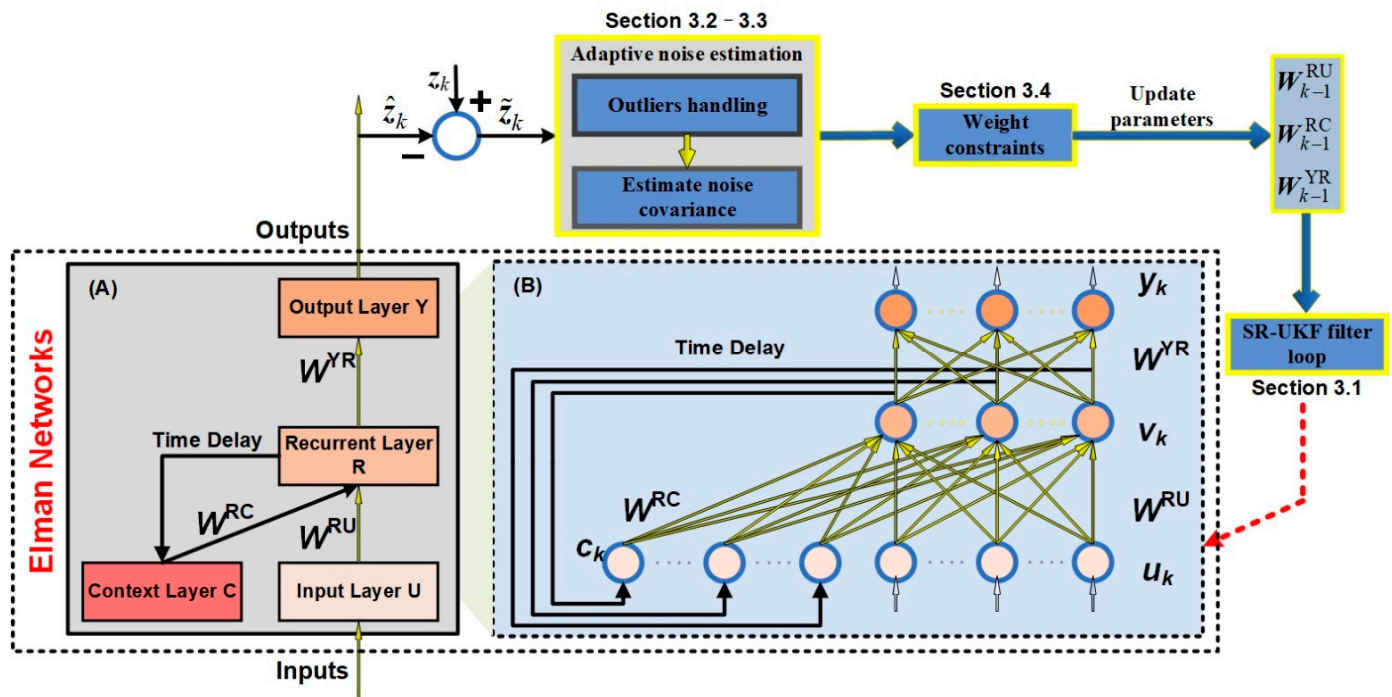 Section 3.2 – 3.3
Adaptive noise estimation
Outliers handling
Estimate noise
covariance
z_k
ẑ_k
+
z̃_k
−
Section 3.4
Weight
constraints
Update
parameters
W^{RU}_{k−1}
W^{RC}_{k−1}
W^{YR}_{k−1}
SR-UKF filter
loop
Section 3.1
Outputs
Elman Networks
(A)
Output Layer Y
W^{YR}
Time Delay
Recurrent Layer
R
W^{RC}
W^{RU}
Context Layer C
Input Layer U
Inputs
(B)
y_k
Time Delay
W^{YR}
v_k
W^{RC}
W^{RU}
c_k
u_k